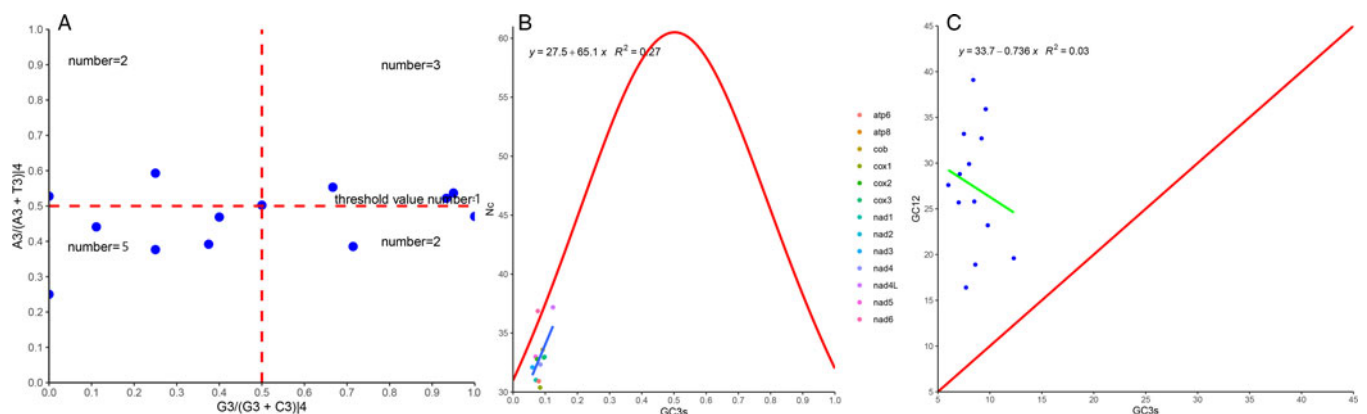 A
1.0
0.9
0.8
0.7
0.6
0.5
0.4
0.3
0.2
0.1
0.0
A3/(A3 + T3)|4
number=2
number=3
threshold value number=1
number=5
number=2
0.0 0.1 0.2 0.3 0.4 0.5 0.6 0.7 0.8 0.9 1.0
G3/(G3 + C3)|4
B
60
55
50
45
40
35
30
Nc
y = 27.5 + 65.1 x R² = 0.27
0.0 0.1 0.2 0.3 0.4 0.5 0.6 0.7 0.8 0.9 1.0
GC3s
atp6
atp8
cob
cox1
cox2
cox3
nad1
nad2
nad3
nad4
nad4L
nad5
nad6
C
45
40
35
30
25
20
15
10
5
GC12
y = 33.7 − 0.736 x R² = 0.03
5 10 15 20 25 30 35 40 45
GC3s